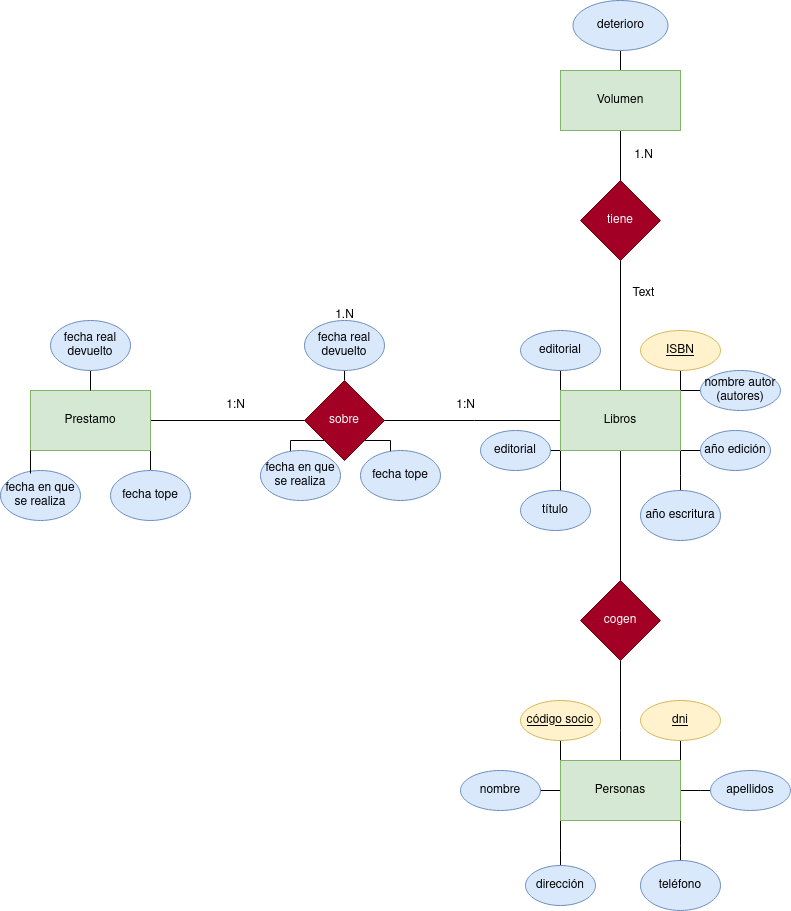 deterioro
Volumen
1.N
tiene
Text
1.N
fecha real
devuelto
fecha real
devuelto
editorial
ISBN
nombre autor
(autores)
Prestamo
1:N
sobre
1:N
Libros
editorial
año edición
fecha en que
se realiza
fecha tope
fecha en que
se realiza
fecha tope
título
año escritura
cogen
código socio
dni
nombre
Personas
apellidos
dirección
teléfono